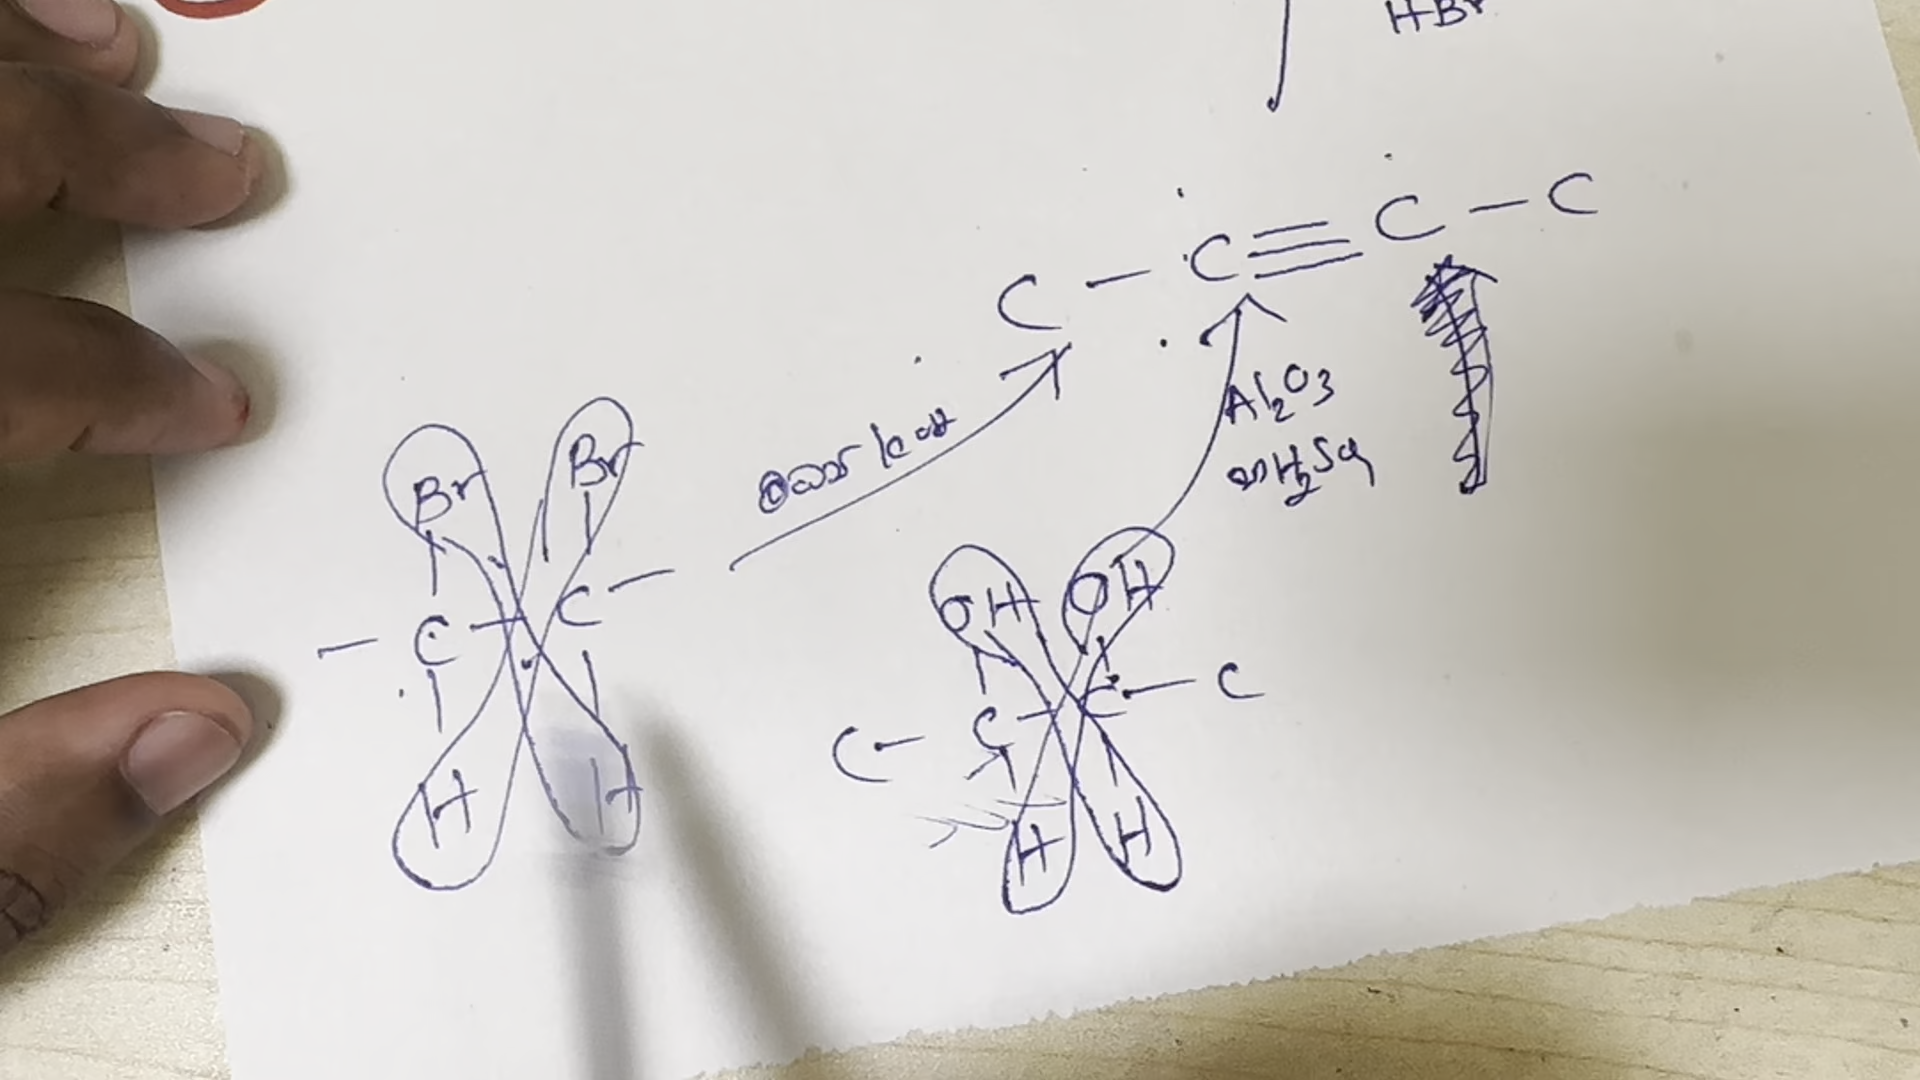 HBr
C - C ≡ C - C
Al₂O₃
හෝ H₂SO₄
Br Br
- C - C -
H H
OH OH
C - C - C - C
H H